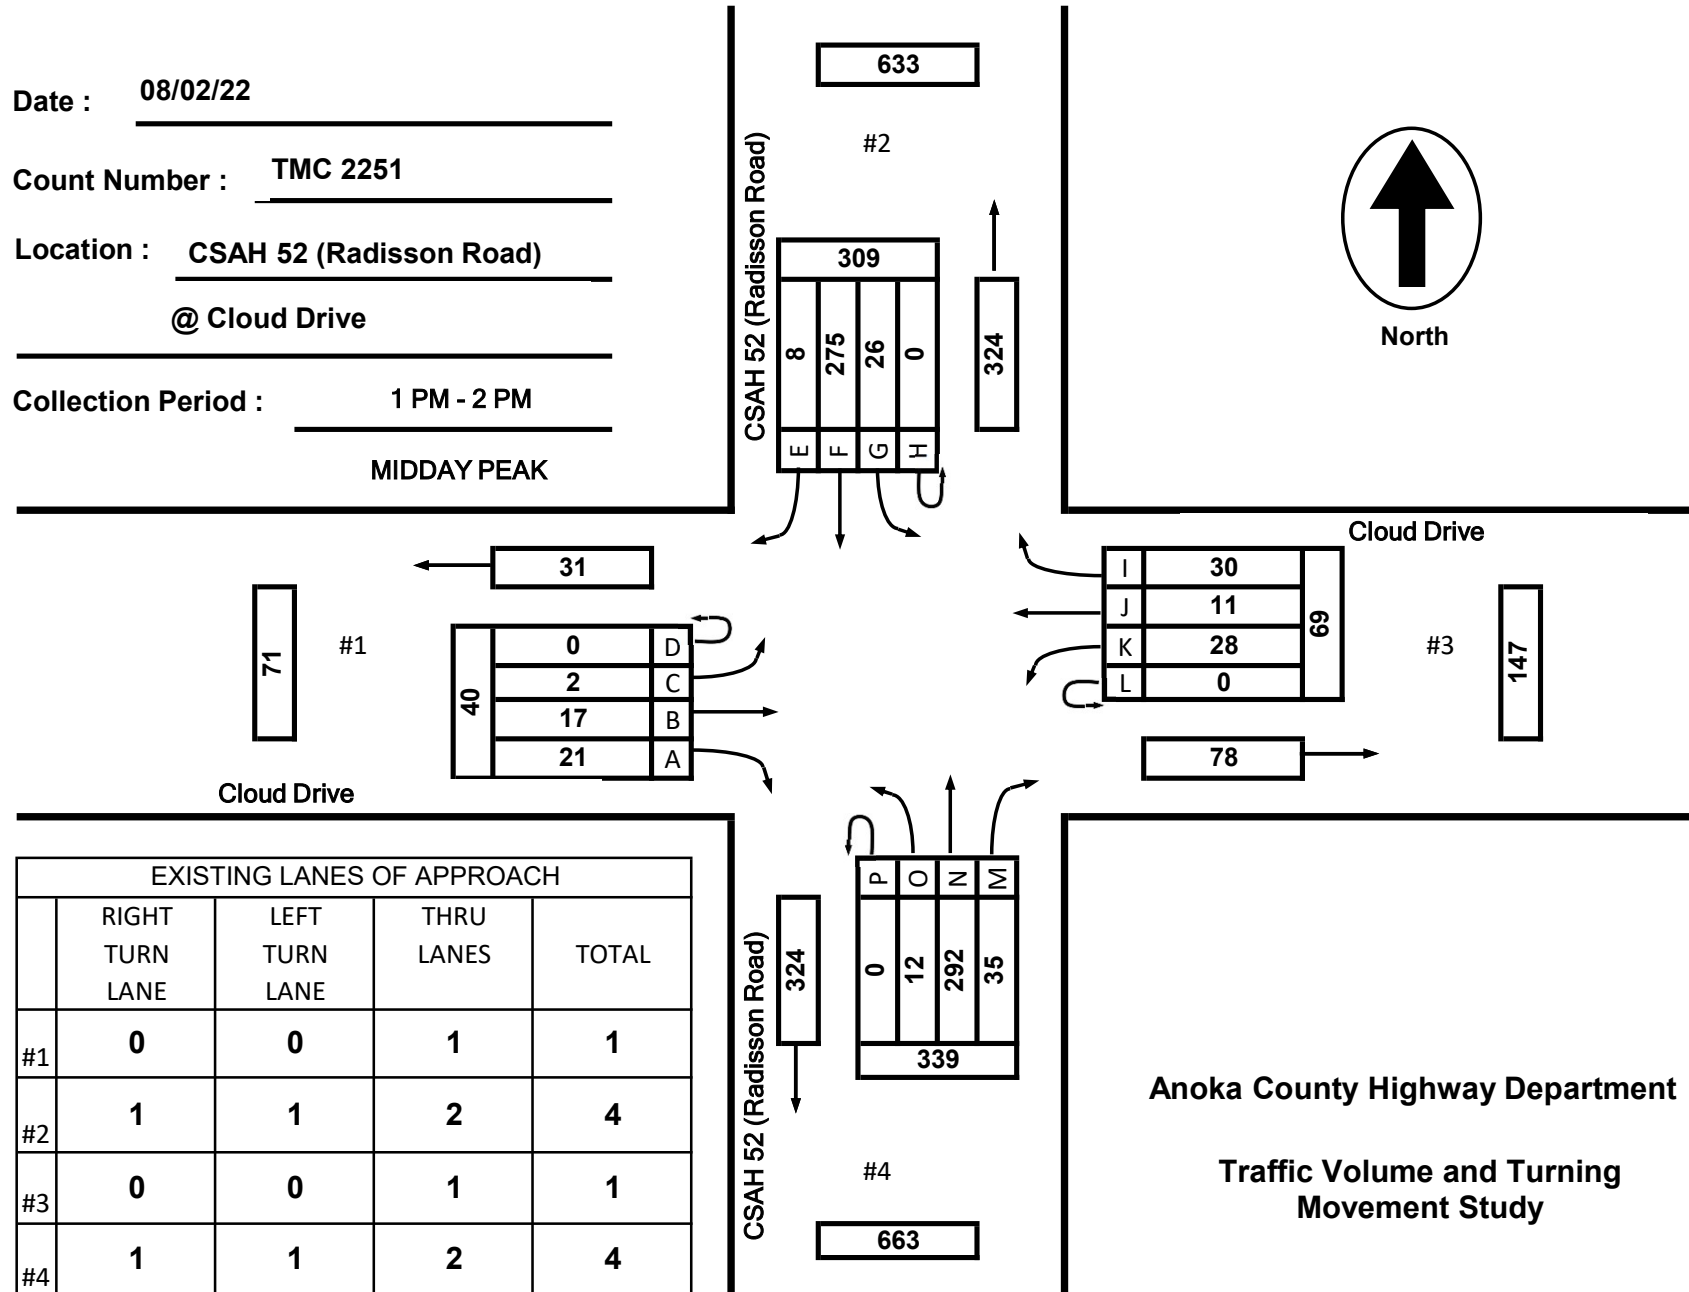 Date : 08/02/22
Count Number : TMC 2251
Location : CSAH 52 (Radisson Road)
@ Cloud Drive
Collection Period : 1 PM - 2 PM
MIDDAY PEAK
633
#2
CSAH 52 (Radisson Road)
309
8 275 26 0
E F G H
324
North
Cloud Drive
31
71
#1
40
0 D
2 C
17 B
21 A
Cloud Drive
I 30
J 11
K 28
L 0
69
#3
147
78
P O N M
0 12 292 35
339
324
CSAH 52 (Radisson Road)
#4
663
EXISTING LANES OF APPROACH
RIGHT LEFT THRU
TURN TURN LANES TOTAL
LANE LANE
#1 0 0 1 1
#2 1 1 2 4
#3 0 0 1 1
#4 1 1 2 4
Anoka County Highway Department
Traffic Volume and Turning
Movement Study